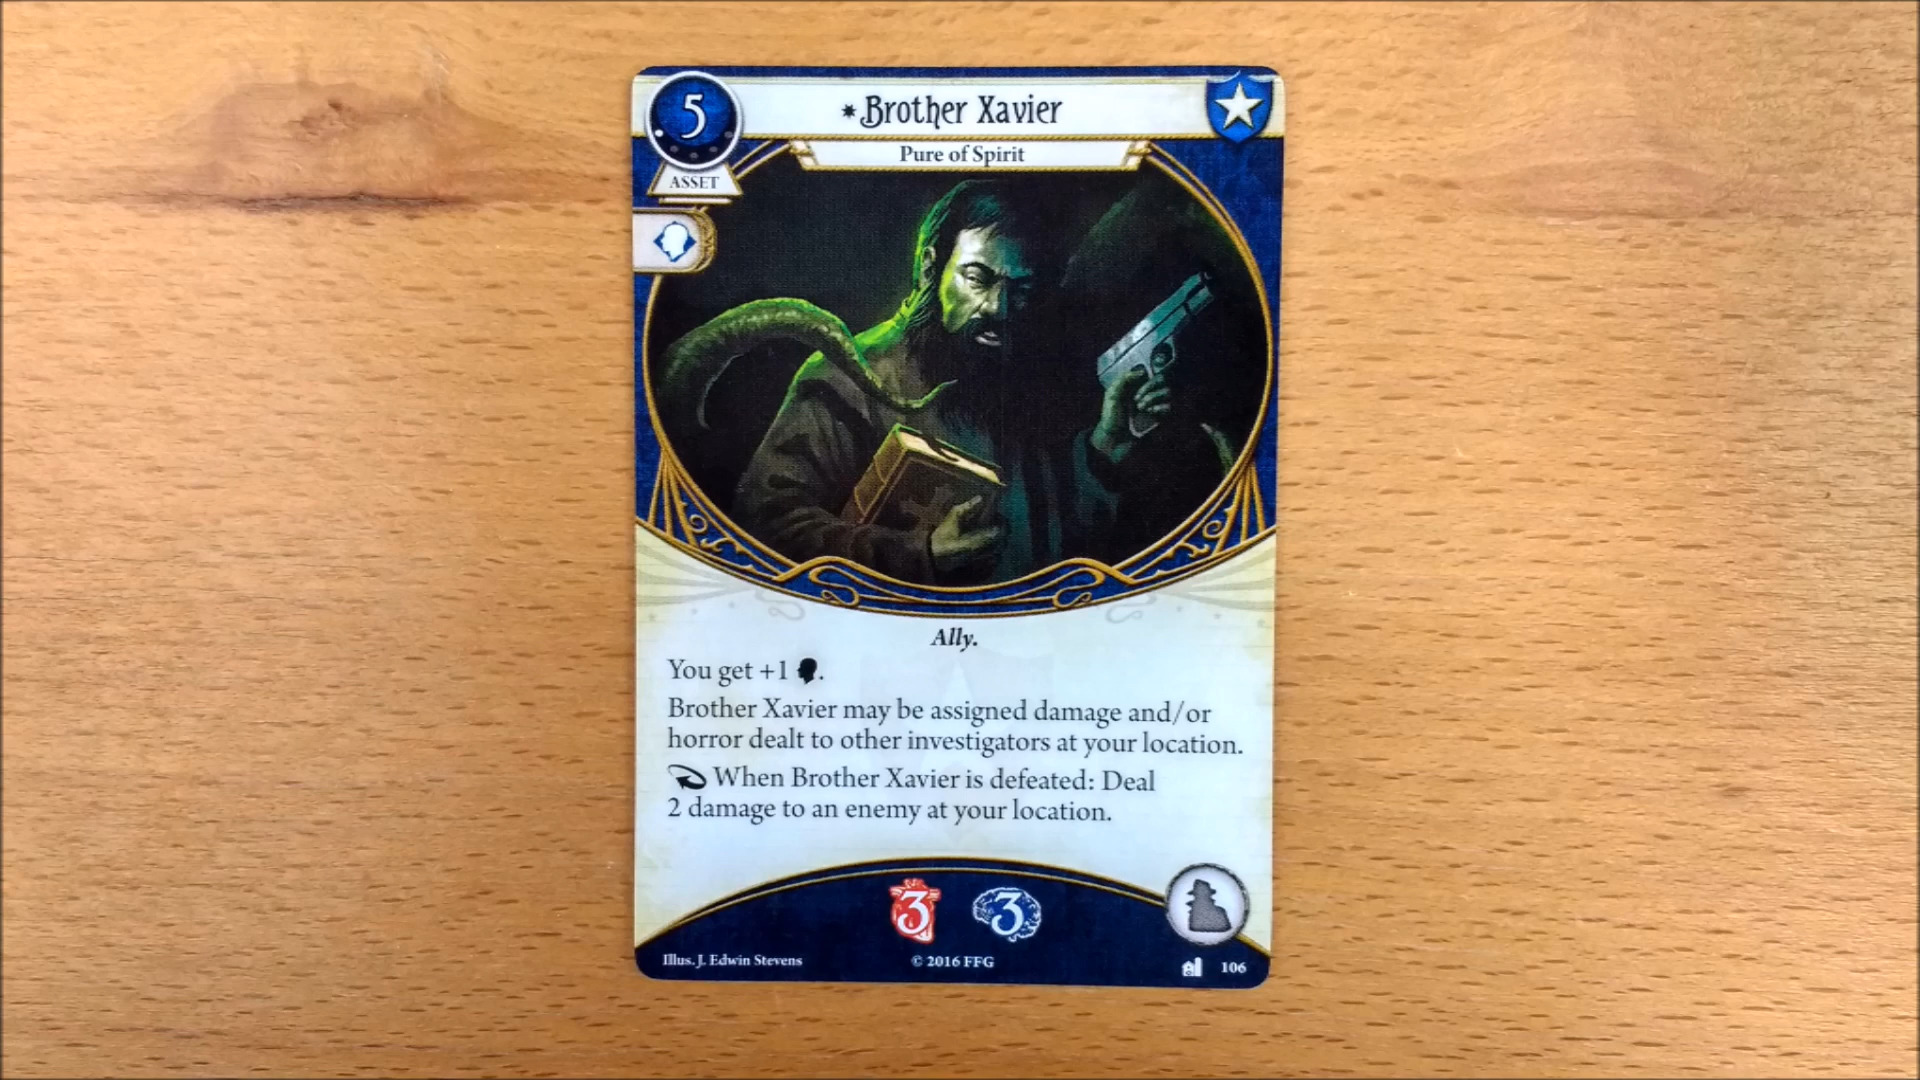 5
Brother Xavier
Pure of Spirit
ASSET
Ally.
You get +1 .
Brother Xavier may be assigned damage and/or
horror dealt to other investigators at your location.
When Brother Xavier is defeated: Deal
2 damage to an enemy at your location.
3 3
Illus. J. Edwin Stevens © 2016 FFG 106